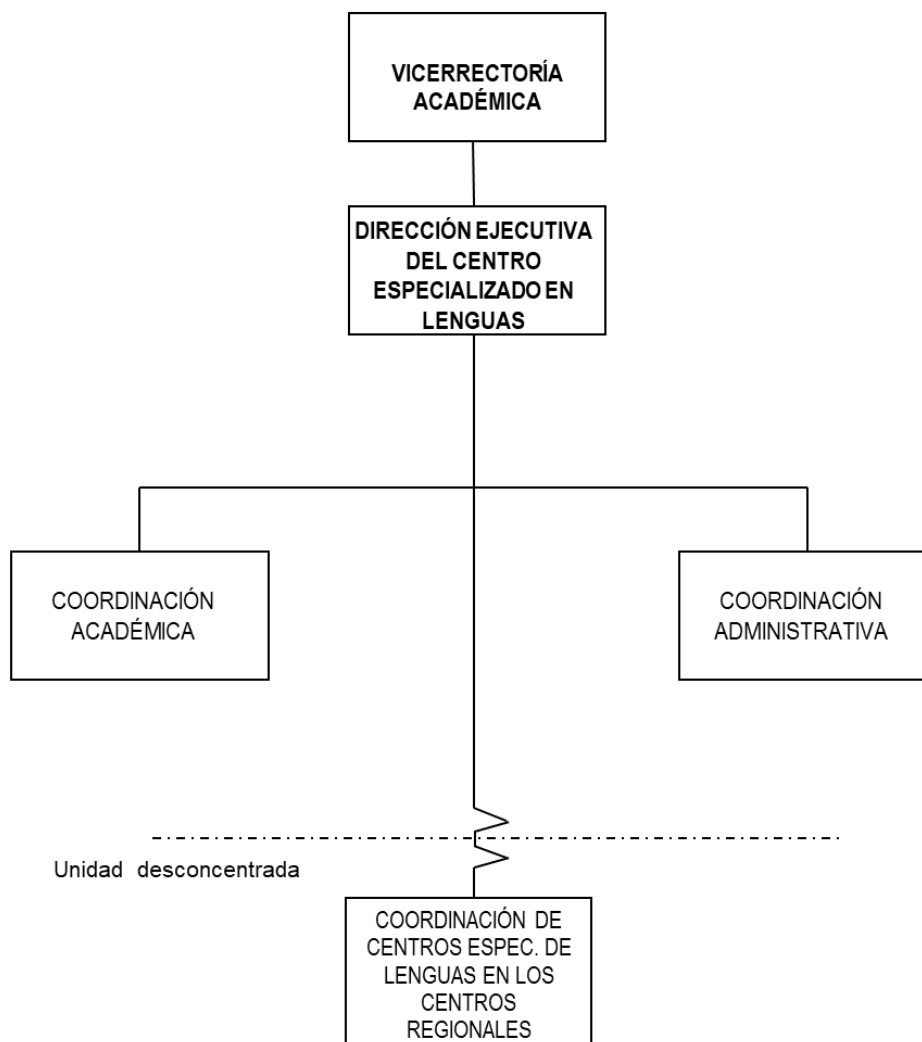 VICERRECTORÍA
ACADÉMICA
DIRECCIÓN EJECUTIVA
DEL CENTRO
ESPECIALIZADO EN
LENGUAS
COORDINACIÓN
ACADÉMICA
COORDINACIÓN
ADMINISTRATIVA
Unidad desconcentrada
COORDINACIÓN DE
CENTROS ESPEC. DE
LENGUAS EN LOS
CENTROS
REGIONALES